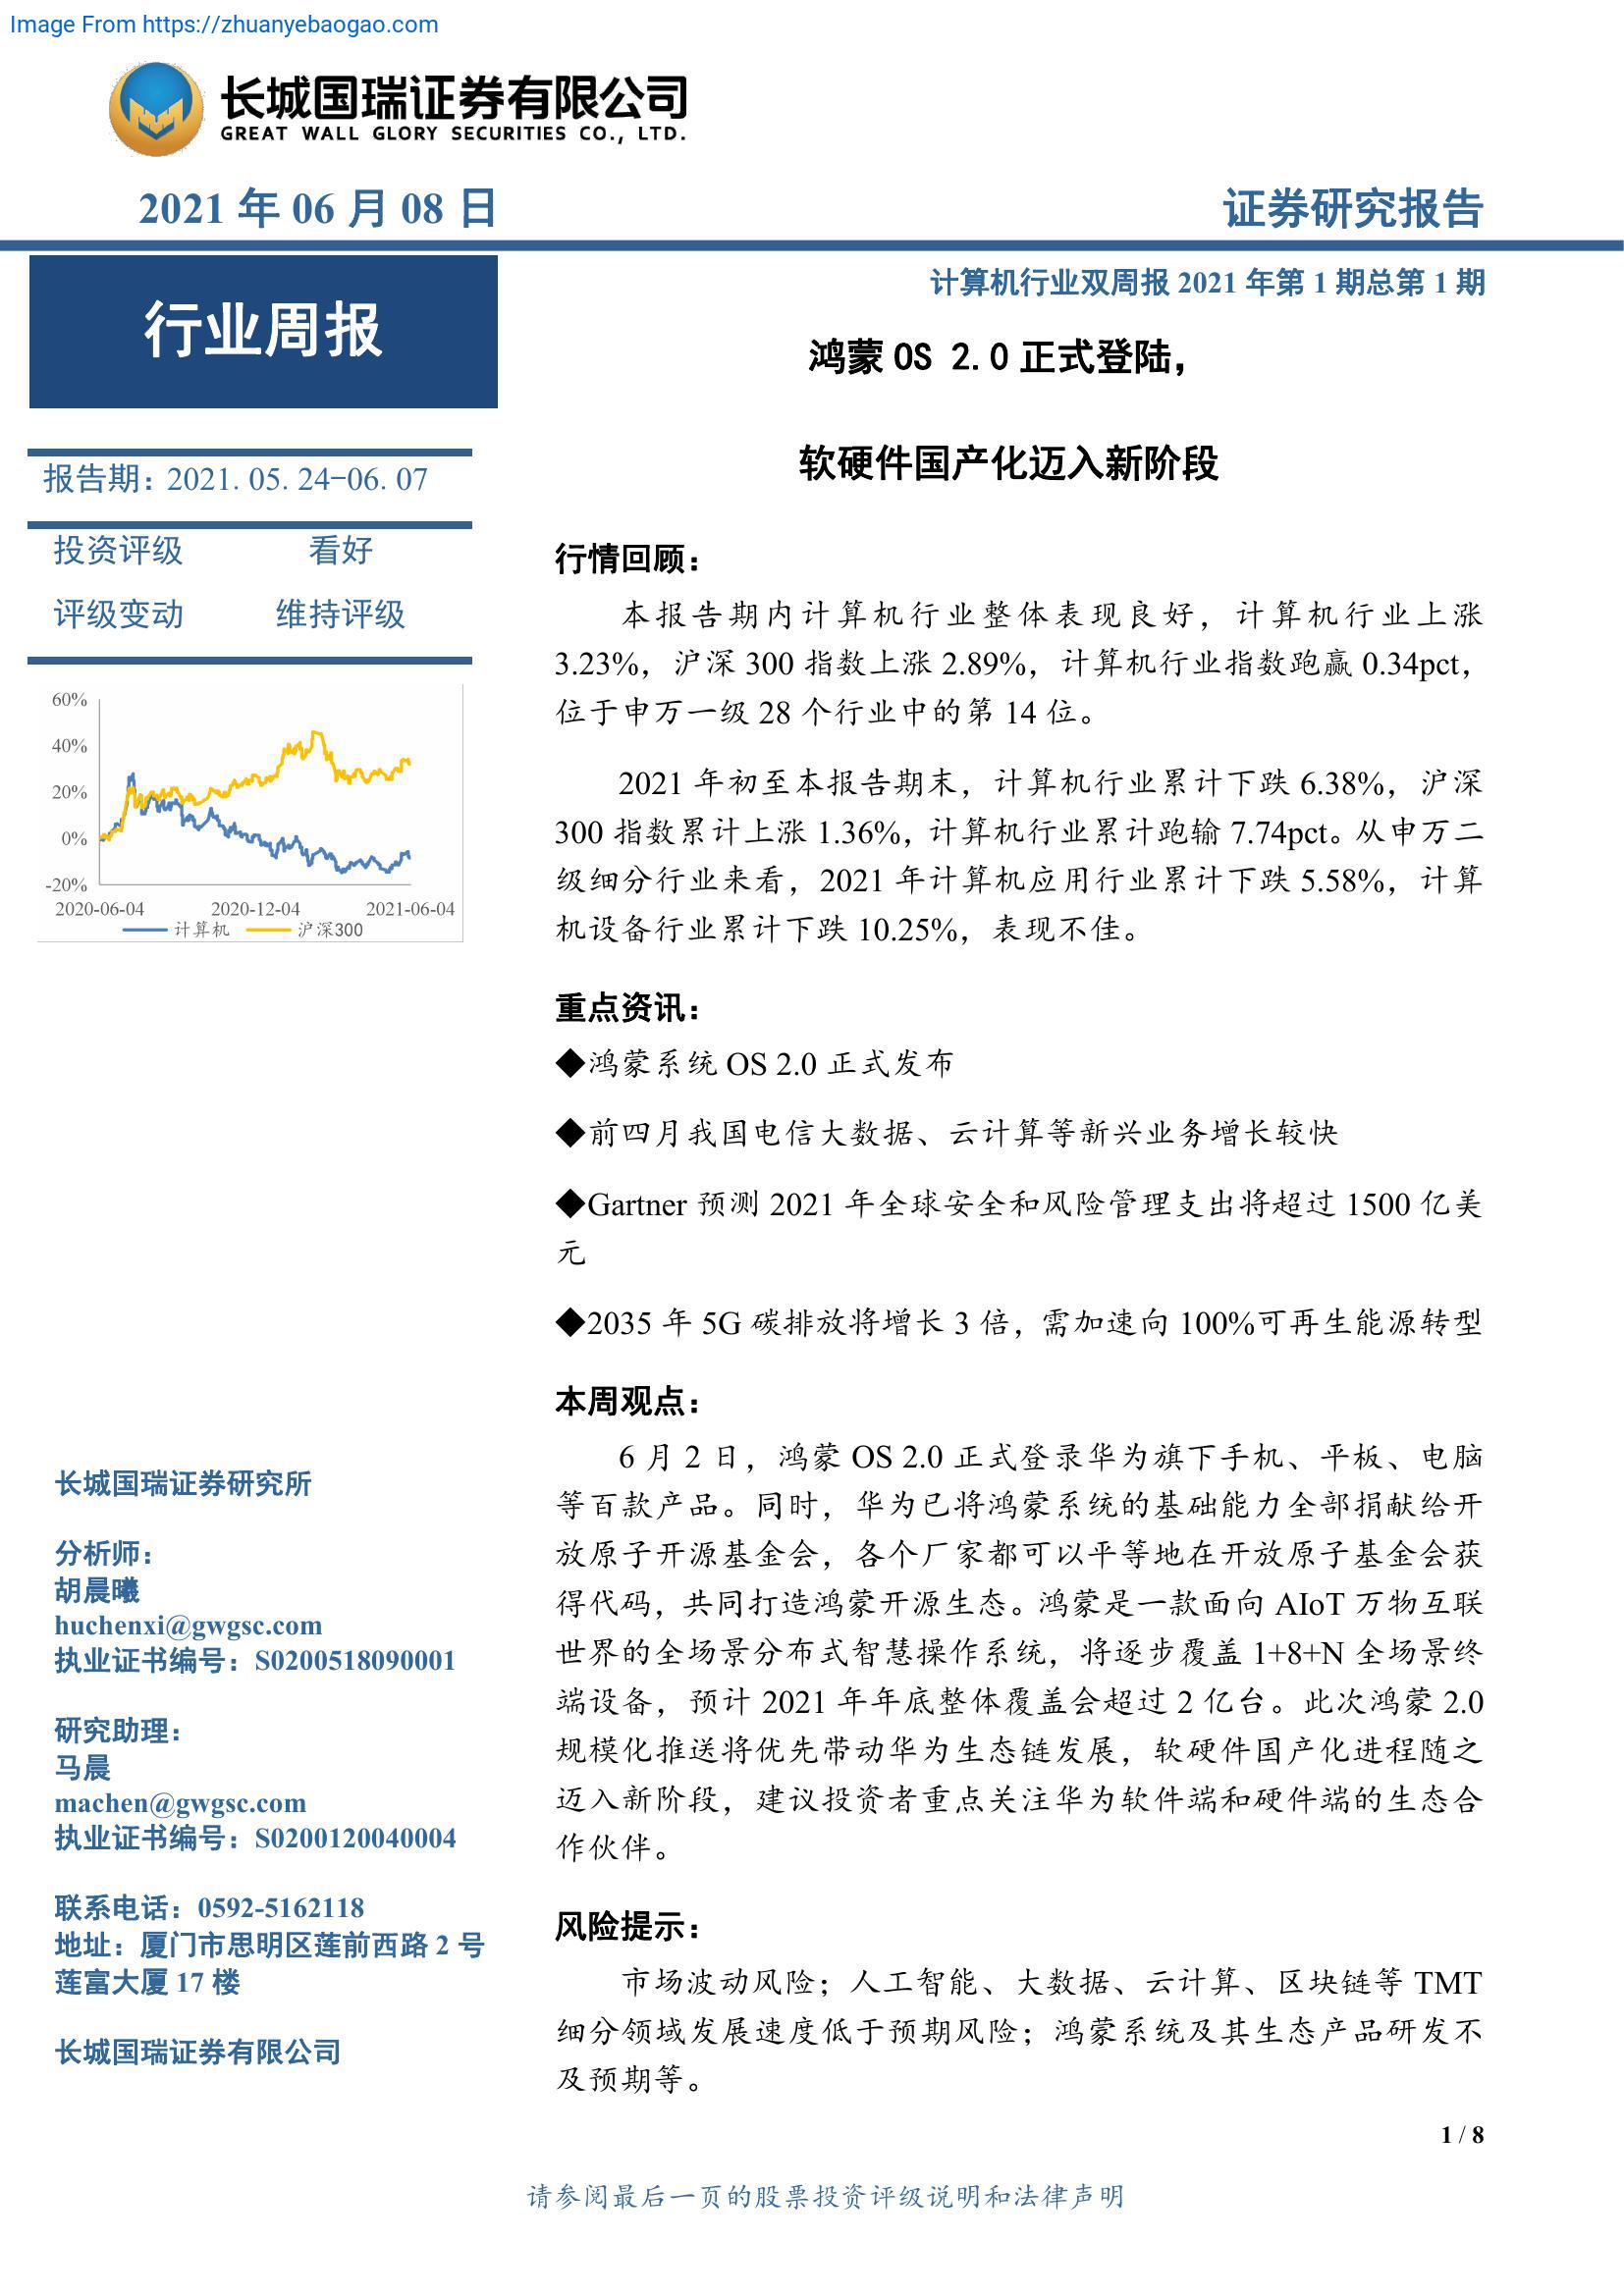 Image From https://zhuanyebaogao.com
长城国瑞证券有限公司
GREAT WALL GLORY SECURITIES CO., LTD.
2021 年 06 月 08 日
证券研究报告
行业周报
报告期：2021.05.24-06.07
投资评级 看好
评级变动 维持评级
60%
40%
20%
0%
-20%
2020-06-04 2020-12-04 2021-06-04
计算机 沪深300
长城国瑞证券研究所
分析师：
胡晨曦
huchenxi@gwgsc.com
执业证书编号：S0200518090001
研究助理：
马晨
machen@gwgsc.com
执业证书编号：S0200120040004
联系电话：0592-5162118
地址：厦门市思明区莲前西路 2 号
莲富大厦 17 楼
长城国瑞证券有限公司
计算机行业双周报 2021 年第 1 期总第 1 期
鸿蒙 OS 2.0 正式登陆，
软硬件国产化迈入新阶段
行情回顾：
本报告期内计算机行业整体表现良好，计算机行业上涨
3.23%，沪深 300 指数上涨 2.89%，计算机行业指数跑赢 0.34pct，
位于申万一级 28 个行业中的第 14 位。
2021 年初至本报告期末，计算机行业累计下跌 6.38%，沪深
300 指数累计上涨 1.36%，计算机行业累计跑输 7.74pct。从申万二
级细分行业来看，2021 年计算机应用行业累计下跌 5.58%，计算
机设备行业累计下跌 10.25%，表现不佳。
重点资讯：
◆鸿蒙系统 OS 2.0 正式发布
◆前四月我国电信大数据、云计算等新兴业务增长较快
◆Gartner 预测 2021 年全球安全和风险管理支出将超过 1500 亿美
元
◆2035 年 5G 碳排放将增长 3 倍，需加速向 100%可再生能源转型
本周观点：
6 月 2 日，鸿蒙 OS 2.0 正式登录华为旗下手机、平板、电脑
等百款产品。同时，华为已将鸿蒙系统的基础能力全部捐献给开
放原子开源基金会，各个厂家都可以平等地在开放原子基金会获
得代码，共同打造鸿蒙开源生态。鸿蒙是一款面向 AIoT 万物互联
世界的全场景分布式智慧操作系统，将逐步覆盖 1+8+N 全场景终
端设备，预计 2021 年年底整体覆盖会超过 2 亿台。此次鸿蒙 2.0
规模化推送将优先带动华为生态链发展，软硬件国产化进程随之
迈入新阶段，建议投资者重点关注华为软件端和硬件端的生态合
作伙伴。
风险提示：
市场波动风险；人工智能、大数据、云计算、区块链等 TMT
细分领域发展速度低于预期风险；鸿蒙系统及其生态产品研发不
及预期等。
1 / 8
请参阅最后一页的股票投资评级说明和法律声明